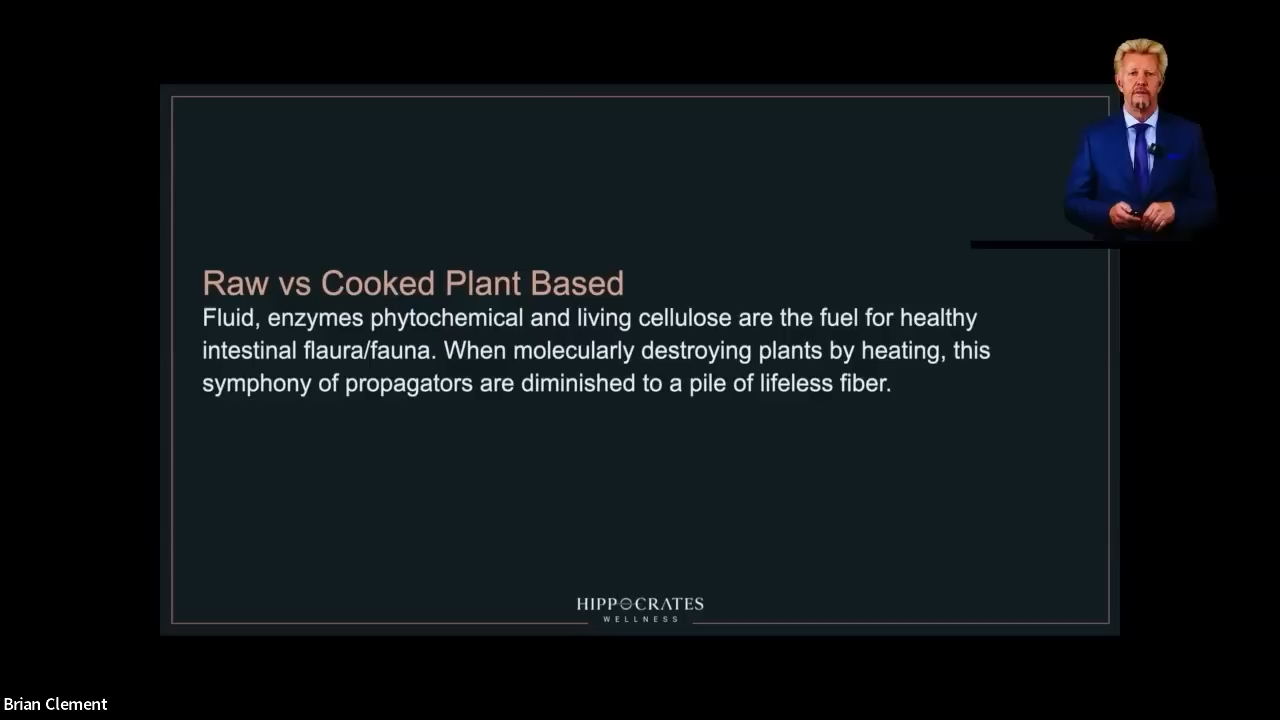 Raw vs Cooked Plant Based
Fluid, enzymes phytochemical and living cellulose are the fuel for healthy
intestinal flaura/fauna. When molecularly destroying plants by heating, this
symphony of propagators are diminished to a pile of lifeless fiber.
HIPPOCRATES
WELLNESS
Brian Clement